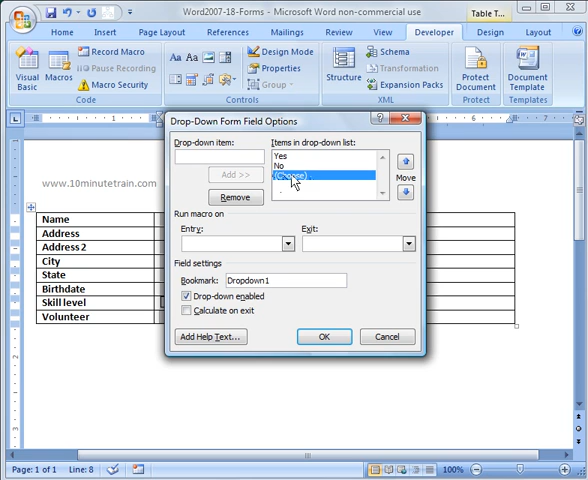 Word2007-18-Forms - Microsoft Word non-commercial use
Table T...
Home Insert Page Layout References Mailings Review View Developer Design Layout
Visual Basic
Macros
Record Macro
Pause Recording
Macro Security
Code
Aa Aa
Design Mode
Properties
Group
Controls
Structure
Schema
Transformation
Expansion Packs
XML
Protect Document
Protect
Document Template
Templates
Drop-Down Form Field Options
Drop-down item:
Items in drop-down list:
Yes
No
(Choose)
Add >>
Remove
Move
Run macro on
Entry:
Exit:
Field settings
Bookmark: Dropdown1
Drop-down enabled
Calculate on exit
Add Help Text...
OK
Cancel
www.10minutetrain.com
Name
Address
Address2
City
State
Birthdate
Skill level
Volunteer
Page: 1 of 1 Line: 8
100%